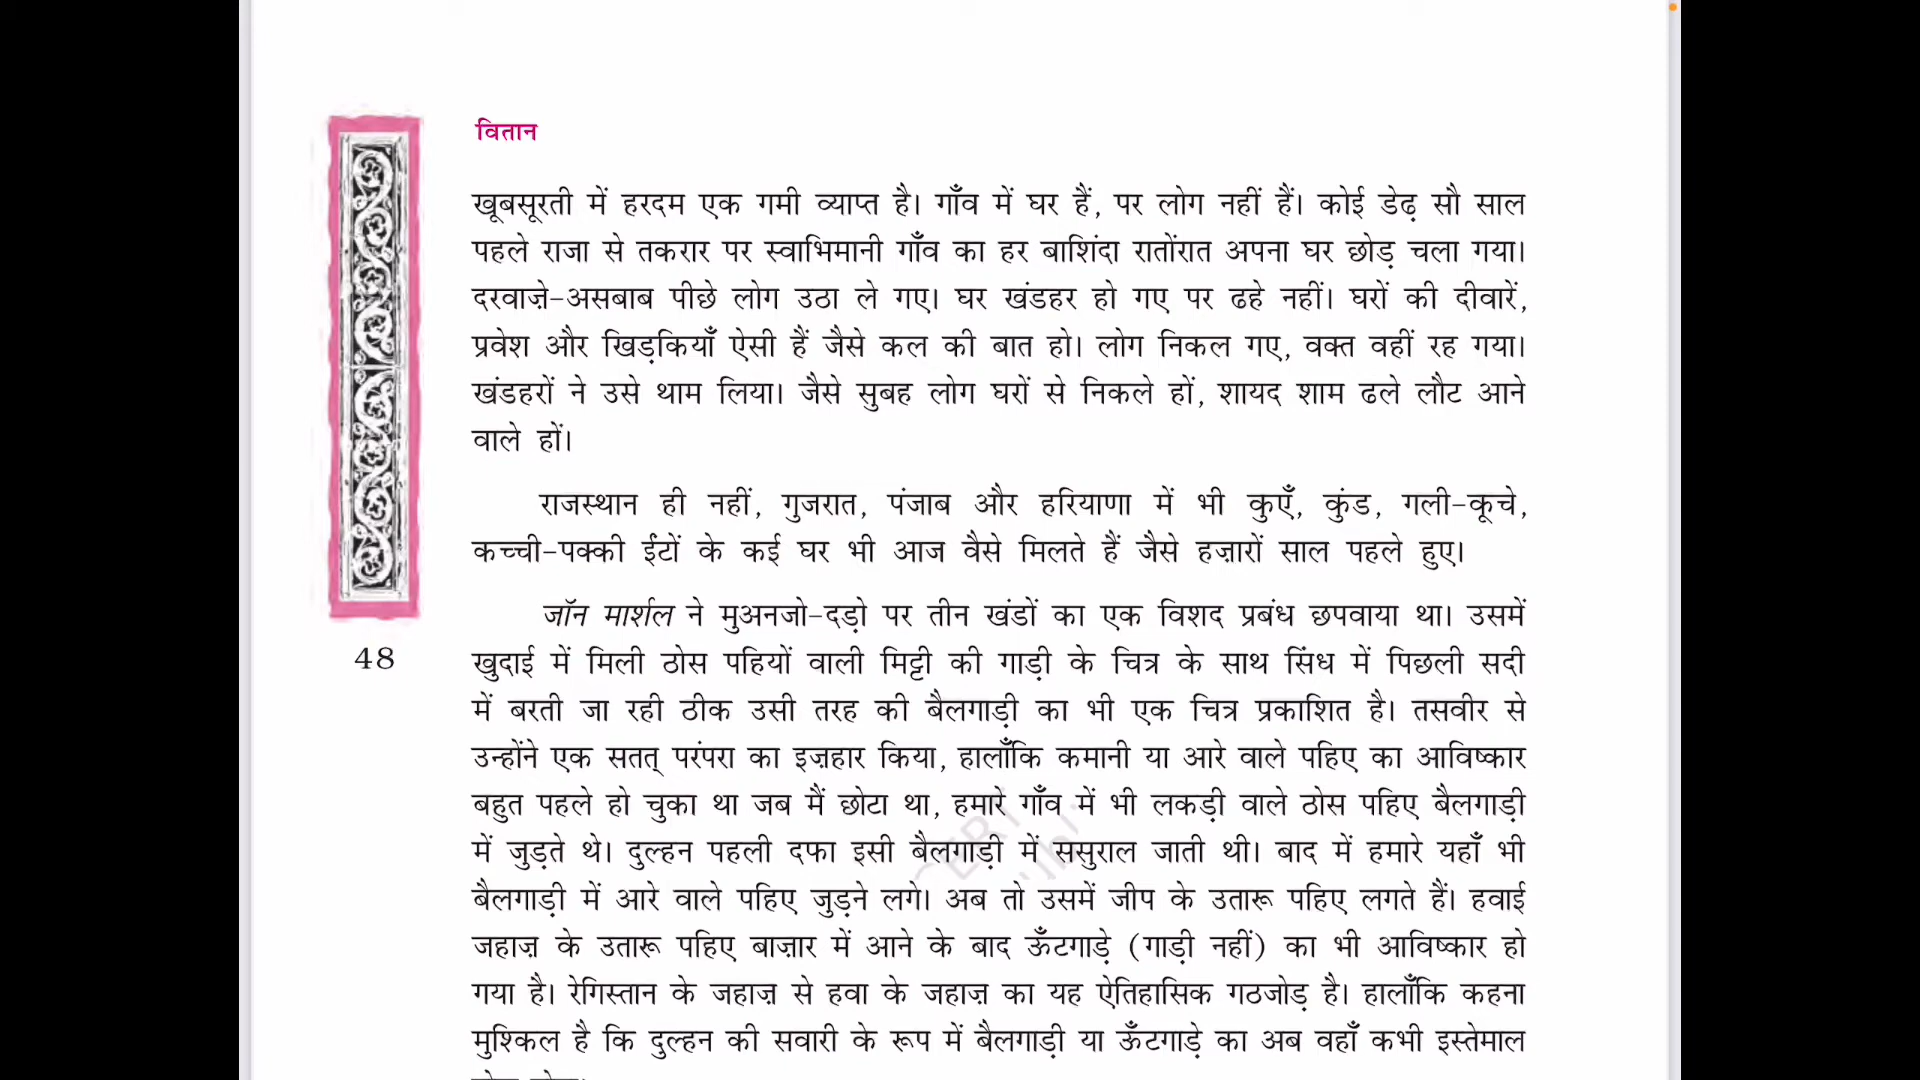 वितान
खूबसूरती में हरदम एक गमी व्याप्त है। गाँव में घर हैं, पर लोग नहीं हैं। कोई डेढ़ सौ साल
पहले राजा से तकरार पर स्वाभिमानी गाँव का हर बाशिंदा रातोंरात अपना घर छोड़ चला गया।
दरवाज़े-असबाब पीछे लोग उठा ले गए। घर खंडहर हो गए पर ढहे नहीं। घरों की दीवारें,
प्रवेश और खिड़कियाँ ऐसी हैं जैसे कल की बात हो। लोग निकल गए, वक्त वहीं रह गया।
खंडहरों ने उसे थाम लिया। जैसे सुबह लोग घरों से निकले हों, शायद शाम ढले लौट आने
वाले हों।
राजस्थान ही नहीं, गुजरात, पंजाब और हरियाणा में भी कुएँ, कुंड, गली-कूचे,
कच्ची-पक्की ईंटों के कई घर भी आज वैसे मिलते हैं जैसे हज़ारों साल पहले हुए।
जॉन मार्शल ने मुअनजो-दड़ो पर तीन खंडों का एक विशद प्रबंध छपवाया था। उसमें
48
खुदाई में मिली ठोस पहियों वाली मिट्टी की गाड़ी के चित्र के साथ सिंध में पिछली सदी
में बरती जा रही ठीक उसी तरह की बैलगाड़ी का भी एक चित्र प्रकाशित है। तसवीर से
उन्होंने एक सतत् परंपरा का इज़हार किया, हालाँकि कमानी या आरे वाले पहिए का आविष्कार
बहुत पहले हो चुका था जब मैं छोटा था, हमारे गाँव में भी लकड़ी वाले ठोस पहिए बैलगाड़ी
में जुड़ते थे। दुल्हन पहली दफा इसी बैलगाड़ी में ससुराल जाती थी। बाद में हमारे यहाँ भी
बैलगाड़ी में आरे वाले पहिए जुड़ने लगे। अब तो उसमें जीप के उतारू पहिए लगते हैं। हवाई
जहाज़ के उतारू पहिए बाज़ार में आने के बाद ऊँटगाड़े (गाड़ी नहीं) का भी आविष्कार हो
गया है। रेगिस्तान के जहाज़ से हवा के जहाज़ का यह ऐतिहासिक गठजोड़ है। हालाँकि कहना
मुश्किल है कि दुल्हन की सवारी के रूप में बैलगाड़ी या ऊँटगाड़े का अब वहाँ कभी इस्तेमाल